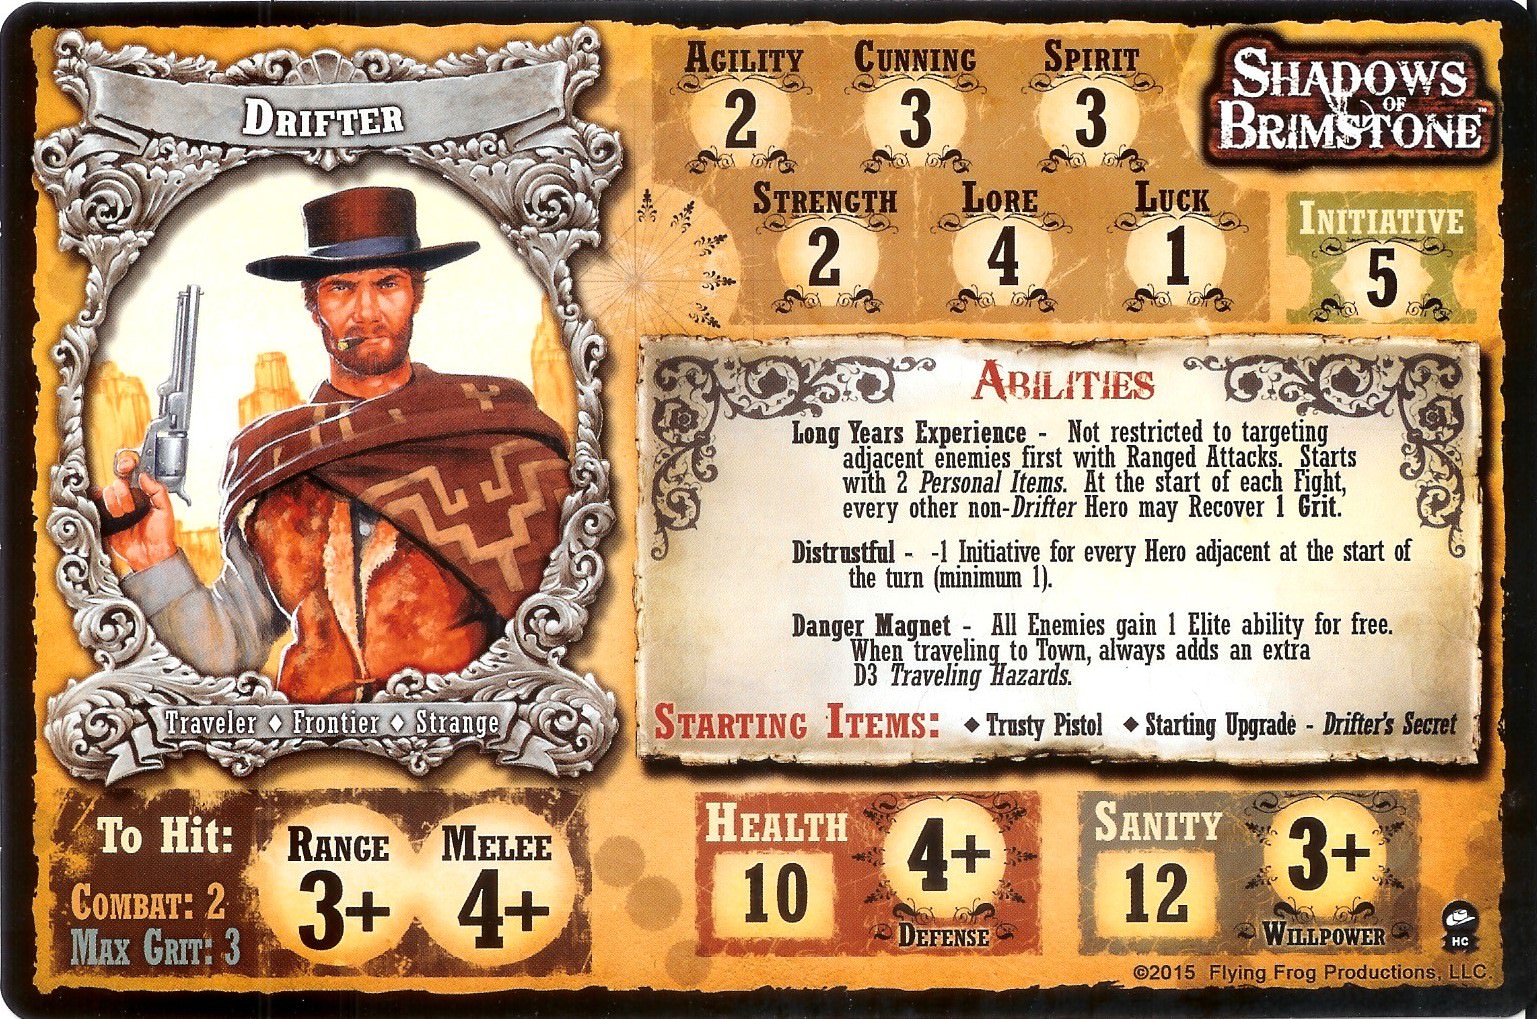 Drifter
Traveler ♦ Frontier ♦ Strange
Agility Cunning Spirit
2 3 3
Strength Lore Luck
2 4 1
Shadows
of
Brimstone™
Initiative
5
Abilities
Long Years Experience - Not restricted to targeting
adjacent enemies first with Ranged Attacks. Starts
with 2 Personal Items. At the start of each Fight,
every other non-Drifter Hero may Recover 1 Grit.
Distrustful - -1 Initiative for every Hero adjacent at the start of
the turn (minimum 1).
Danger Magnet - All Enemies gain 1 Elite ability for free.
When traveling to Town, always adds an extra
D3 Traveling Hazards.
Starting Items: ♦ Trusty Pistol ♦ Starting Upgrade - Drifter's Secret
To Hit:
Range Melee
3+ 4+
Combat: 2
Max Grit: 3
Health
10
4+
Defense
Sanity
12
3+
Willpower
HC
©2015 Flying Frog Productions, LLC.